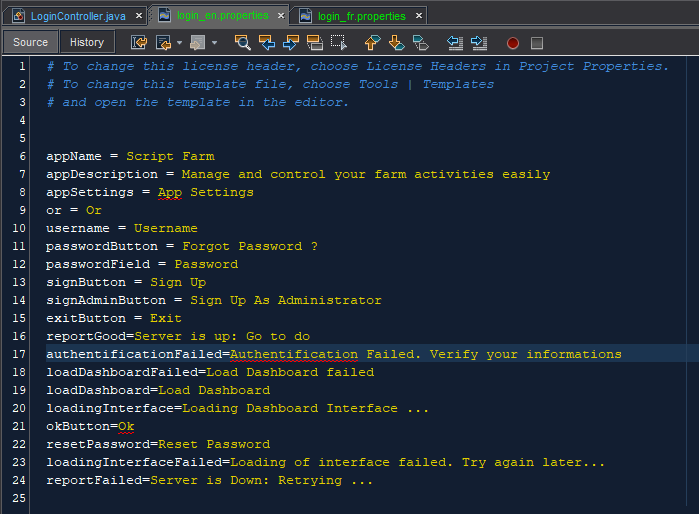 LoginController.java
login_en.properties
login_fr.properties
Source
History
1 # To change this license header, choose License Headers in Project Properties.
2 # To change this template file, choose Tools | Templates
3 # and open the template in the editor.
4
5
6 appName = Script Farm
7 appDescription = Manage and control your farm activities easily
8 appSettings = App Settings
9 or = Or
10 username = Username
11 passwordButton = Forgot Password ?
12 passwordField = Password
13 signButton = Sign Up
14 signAdminButton = Sign Up As Administrator
15 exitButton = Exit
16 reportGood=Server is up: Go to do
17 authentificationFailed=Authentification Failed. Verify your informations
18 loadDashboardFailed=Load Dashboard failed
19 loadDashboard=Load Dashboard
20 loadingInterface=Loading Dashboard Interface ...
21 okButton=Ok
22 resetPassword=Reset Password
23 loadingInterfaceFailed=Loading of interface failed. Try again later...
24 reportFailed=Server is Down: Retrying ...
25